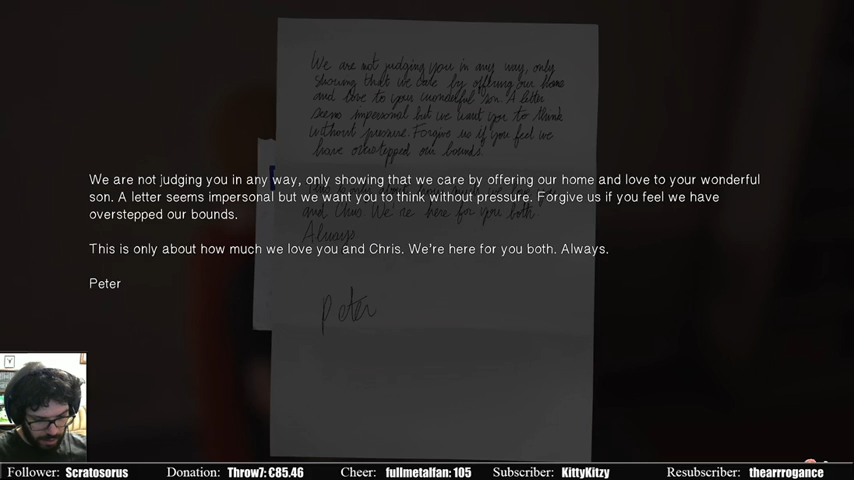 We are not judging you in any way, only
showing that we care by offering our home
and love to your wonderful son. A letter
seems impersonal but we want you to think
without pressure. Forgive us if you feel we
have overstepped our bounds.
We are not judging you in any way, only showing that we care by offering our home and love to your wonderful
son. A letter seems impersonal but we want you to think without pressure. Forgive us if you feel we have
overstepped our bounds.
and Chris. We're here for you both.
Always
This is only about how much we love you and Chris. We're here for you both. Always.
Peter
Peter
Follower: Scratosorus Donation: Throw7: €85.46 Cheer: fullmetalfan: 105 Subscriber: KittyKitzy Resubscriber: thearrrogance